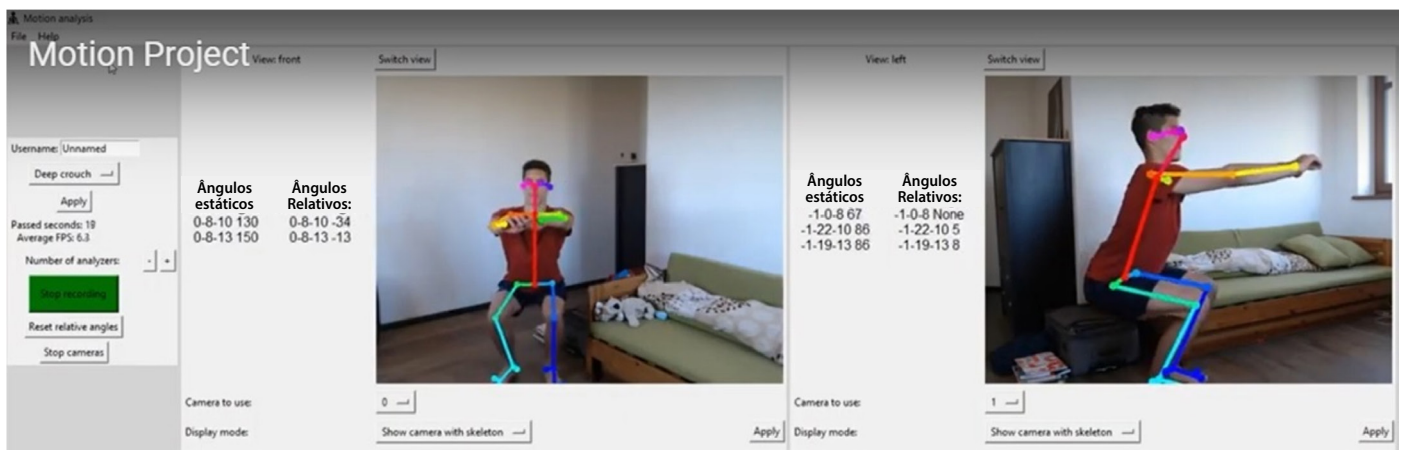 Motion analysis
File Help
Motion Project
View: front
Switch view
View: left
Switch view
Username: Unnamed
Deep crouch
Apply
Passed seconds: 19
Average FPS: 6.3
Number of analyzers: - +
Stop recording
Reset relative angles
Stop cameras
Ângulos estáticos
0-8-10 130
0-8-13 150
Ângulos Relativos:
0-8-10 -34
0-8-13 -13
Camera to use: 0
Display mode: Show camera with skeleton Apply
Ângulos estáticos
-1-0-8 67
-1-22-10 86
-1-19-13 86
Ângulos Relativos:
-1-0-8 None
-1-22-10 5
-1-19-13 8
Camera to use: 1
Display mode: Show camera with skeleton Apply